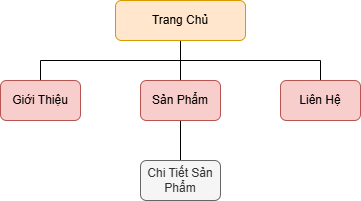 Trang Chủ
Giới Thiệu
Sản Phẩm
Liên Hệ
Chi Tiết Sản
Phẩm